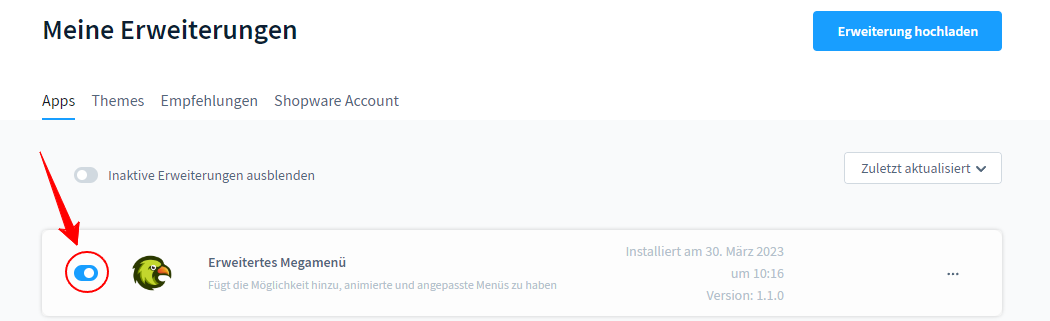 Meine Erweiterungen
Erweiterung hochladen
Apps Themes Empfehlungen Shopware Account
Inaktive Erweiterungen ausblenden
Zuletzt aktualisiert
Erweitertes Megamenü
Fügt die Möglichkeit hinzu, animierte und angepasste Menüs zu haben
Installiert am 30. März 2023
um 10:16
Version: 1.1.0